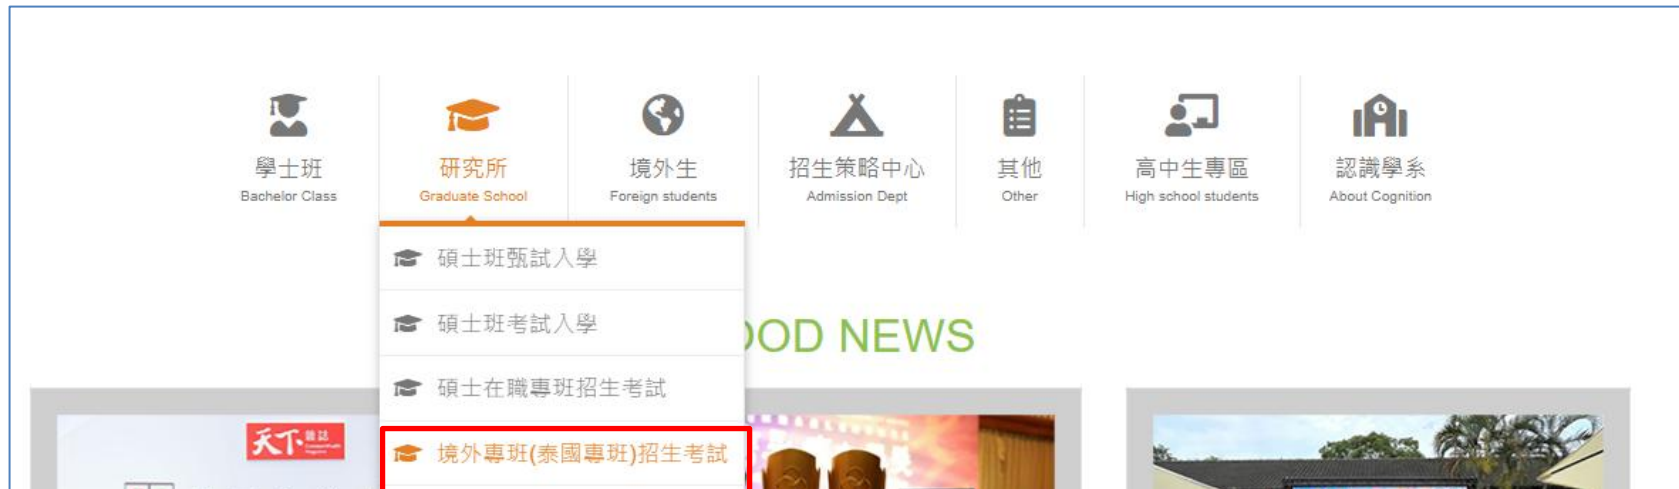 學士班
Bachelor Class
研究所
Graduate School
境外生
Foreign students
招生策略中心
Admission Dept
其他
Other
高中生專區
High school students
認識學系
About Cognition
碩士班甄試入學
碩士班考試入學
碩士在職專班招生考試
境外專班(泰國專班)招生考試
OOD NEWS
天下雜誌